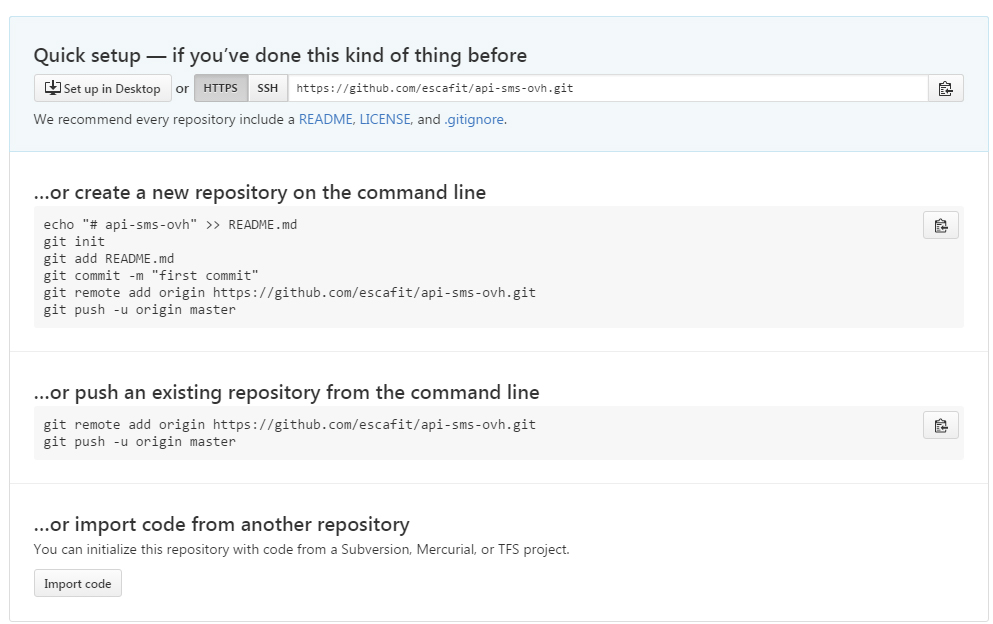 Quick setup — if you’ve done this kind of thing before
Set up in Desktop or HTTPS SSH https://github.com/escafit/api-sms-ovh.git
We recommend every repository include a README, LICENSE, and .gitignore.
…or create a new repository on the command line
echo "# api-sms-ovh" >> README.md
git init
git add README.md
git commit -m "first commit"
git remote add origin https://github.com/escafit/api-sms-ovh.git
git push -u origin master
…or push an existing repository from the command line
git remote add origin https://github.com/escafit/api-sms-ovh.git
git push -u origin master
…or import code from another repository
You can initialize this repository with code from a Subversion, Mercurial, or TFS project.
Import code